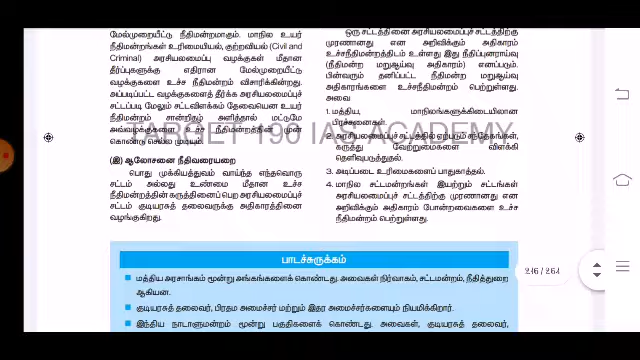 மேல்முறையீட்டு நீதிமன்றமாகும். மாநில உயர்
நீதிமன்றங்கள் உரிமையியல், குற்றவியல் (Civil and
Criminal) அரசியலமைப்பு வழக்குகள் மீதான
தீர்ப்புகளுக்கு எதிரான மேல்முறையீட்டு
வழக்குகளை உச்ச நீதிமன்றம் விசாரிக்கின்றது.
அப்படிப்பட்ட வழக்குகளைத் தீர்க்க அரசியலமைப்புச்
சட்டப்படி மேலும் சட்டவிளக்கம் தேவையென உயர்
நீதிமன்றம் சான்றிதழ் அளித்தால் மட்டுமே
அவ்வழக்குகளை உச்ச நீதிமன்றத்தின் முன்
கொண்டு செல்ல முடியும்.
(இ) ஆலோசனை நீதிவரையறை
பொது முக்கியத்துவம் வாய்ந்த எந்தவொரு
சட்டம் அல்லது உண்மை மீதான உச்ச
நீதிமன்றத்தின் கருத்தினைப் பெற அரசியலமைப்புச்
சட்டம் குடியரசுத் தலைவருக்கு அதிகாரத்தினை
வழங்குகிறது.
ஒரு சட்டத்தினை அரசியலமைப்புச் சட்டத்திற்கு
முரணானது என அறிவிக்கும் அதிகாரம்
உச்சநீதிமன்றத்திடம் உள்ளது இது நீதிப்புனராய்வு
(நீதிமன்ற மறுஆய்வு அதிகாரம்) எனப்படும்.
பின்வரும் தனிப்பட்ட நீதிமன்ற மறுஆய்வு
அதிகாரங்களை உச்சநீதிமன்றம் பெற்றுள்ளது.
அவை
1. மத்திய, மாநிலங்களுக்கிடையிலான
பிரச்சனைகள்.
2. அரசியலமைப்புச் சட்டத்தில் ஏற்படும் சந்தேகங்கள்,
கருத்து வேற்றுமைகளை விளக்கி
தெளிவுபடுத்துதல்.
3. அடிப்படை உரிமைகளைப் பாதுகாத்தல்.
4. மாநில சட்டமன்றங்கள் இயற்றும் சட்டங்கள்
அரசியலமைப்புச் சட்டத்திற்கு முரணானது என
அறிவிக்கும் அதிகாரம் போன்றவைகளை உச்ச
நீதிமன்றம் பெற்றுள்ளது.
TARGET 190 IAS ACADEMY
பாடச்சுருக்கம்
■ மத்திய அரசாங்கம் மூன்று அங்கங்களைக் கொண்டது. அவைகள் நிர்வாகம், சட்டமன்றம், நீதித்துறை
ஆகியன.
■ குடியரசுத் தலைவர், பிரதம அமைச்சர் மற்றும் இதர அமைச்சர்களையும் நியமிக்கிறார்.
■ இந்திய நாடாளுமன்றம் மூன்று பகுதிகளைக் கொண்டது. அவைகள், குடியரசுத் தலைவர்,
246 / 264